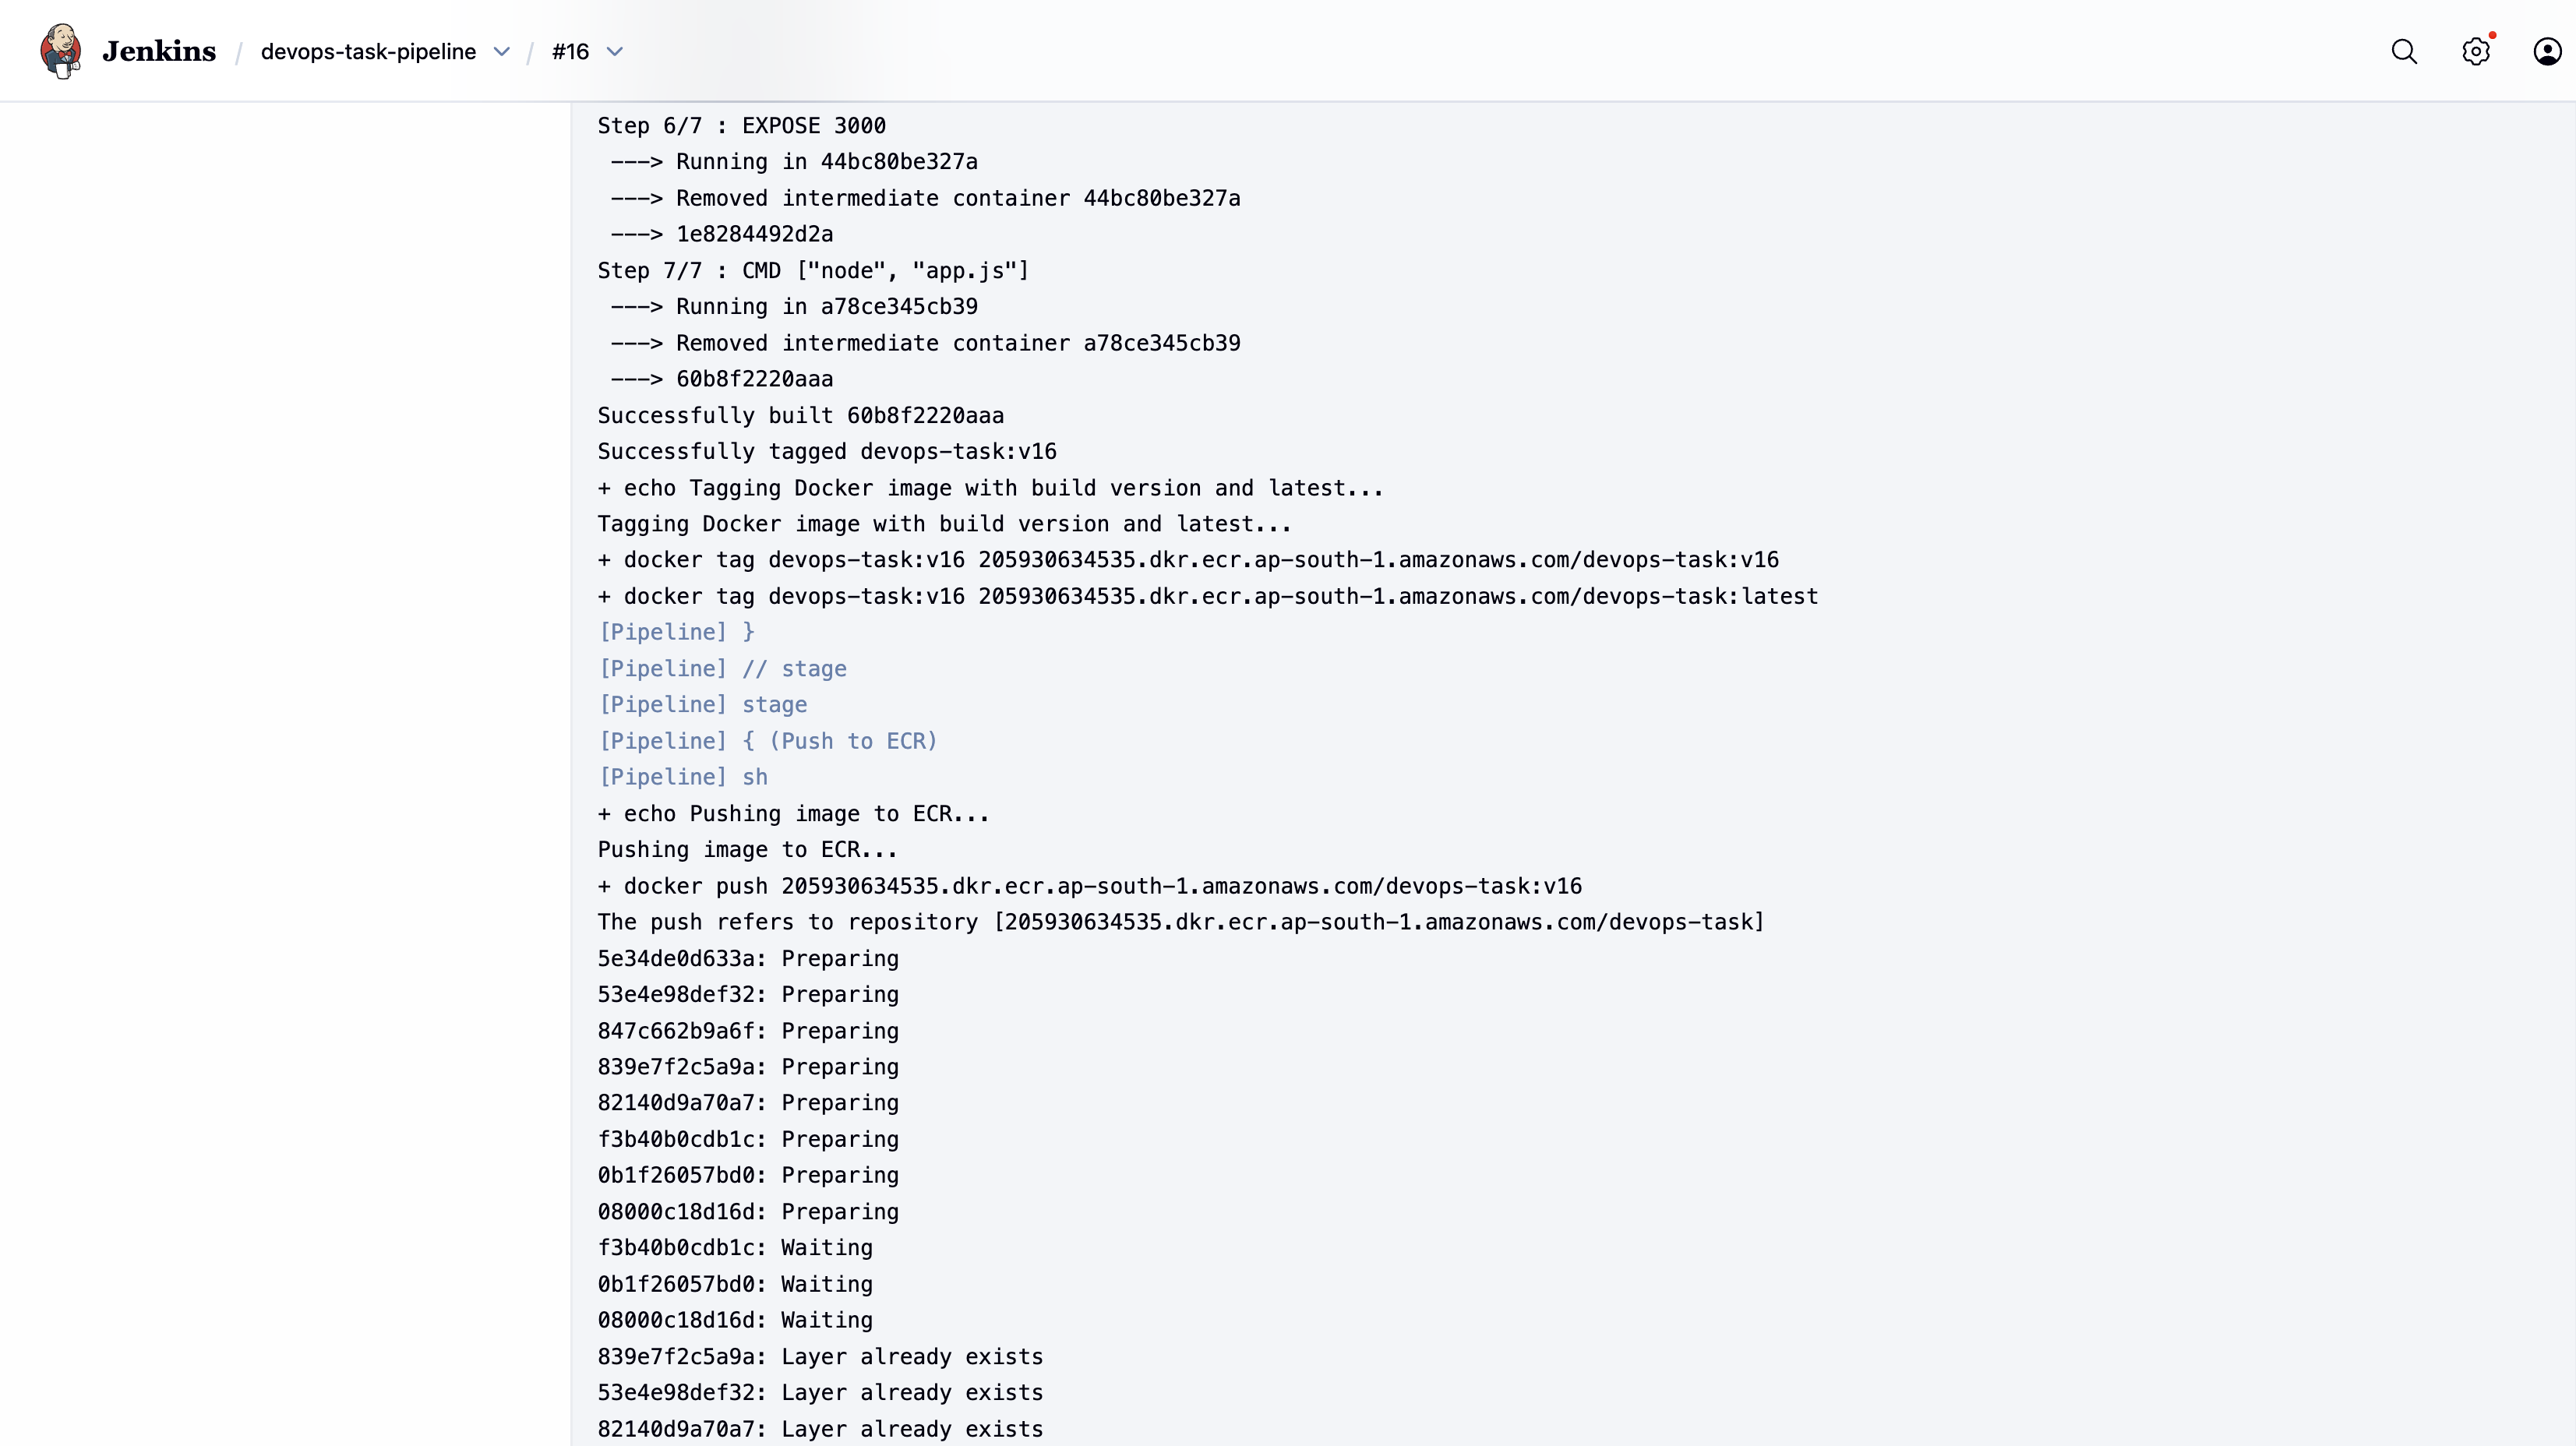 Jenkins / devops-task-pipeline / #16
Step 6/7 : EXPOSE 3000
---> Running in 44bc80be327a
---> Removed intermediate container 44bc80be327a
---> 1e8284492d2a
Step 7/7 : CMD ["node", "app.js"]
---> Running in a78ce345cb39
---> Removed intermediate container a78ce345cb39
---> 60b8f2220aaa
Successfully built 60b8f2220aaa
Successfully tagged devops-task:v16
+ echo Tagging Docker image with build version and latest...
Tagging Docker image with build version and latest...
+ docker tag devops-task:v16 205930634535.dkr.ecr.ap-south-1.amazonaws.com/devops-task:v16
+ docker tag devops-task:v16 205930634535.dkr.ecr.ap-south-1.amazonaws.com/devops-task:latest
[Pipeline] }
[Pipeline] // stage
[Pipeline] stage
[Pipeline] { (Push to ECR)
[Pipeline] sh
+ echo Pushing image to ECR...
Pushing image to ECR...
+ docker push 205930634535.dkr.ecr.ap-south-1.amazonaws.com/devops-task:v16
The push refers to repository [205930634535.dkr.ecr.ap-south-1.amazonaws.com/devops-task]
5e34de0d633a: Preparing
53e4e98def32: Preparing
847c662b9a6f: Preparing
839e7f2c5a9a: Preparing
82140d9a70a7: Preparing
f3b40b0cdb1c: Preparing
0b1f26057bd0: Preparing
08000c18d16d: Preparing
f3b40b0cdb1c: Waiting
0b1f26057bd0: Waiting
08000c18d16d: Waiting
839e7f2c5a9a: Layer already exists
53e4e98def32: Layer already exists
82140d9a70a7: Layer already exists